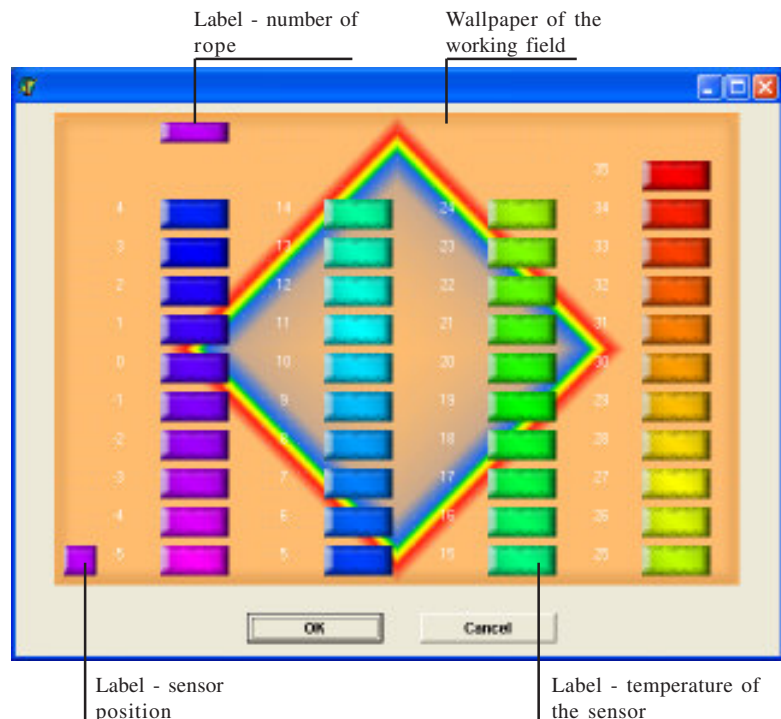 Label - number of
rope
Wallpaper of the
working field
35
4 14 24 34
3 13 23 33
2 12 22 32
1 11 21 31
0 10 20 30
-1 9 19 29
-2 8 18 28
-3 7 17 27
-4 6 16 26
-5 5 15 25
OK Cancel
Label - sensor
position
Label - temperature of
the sensor